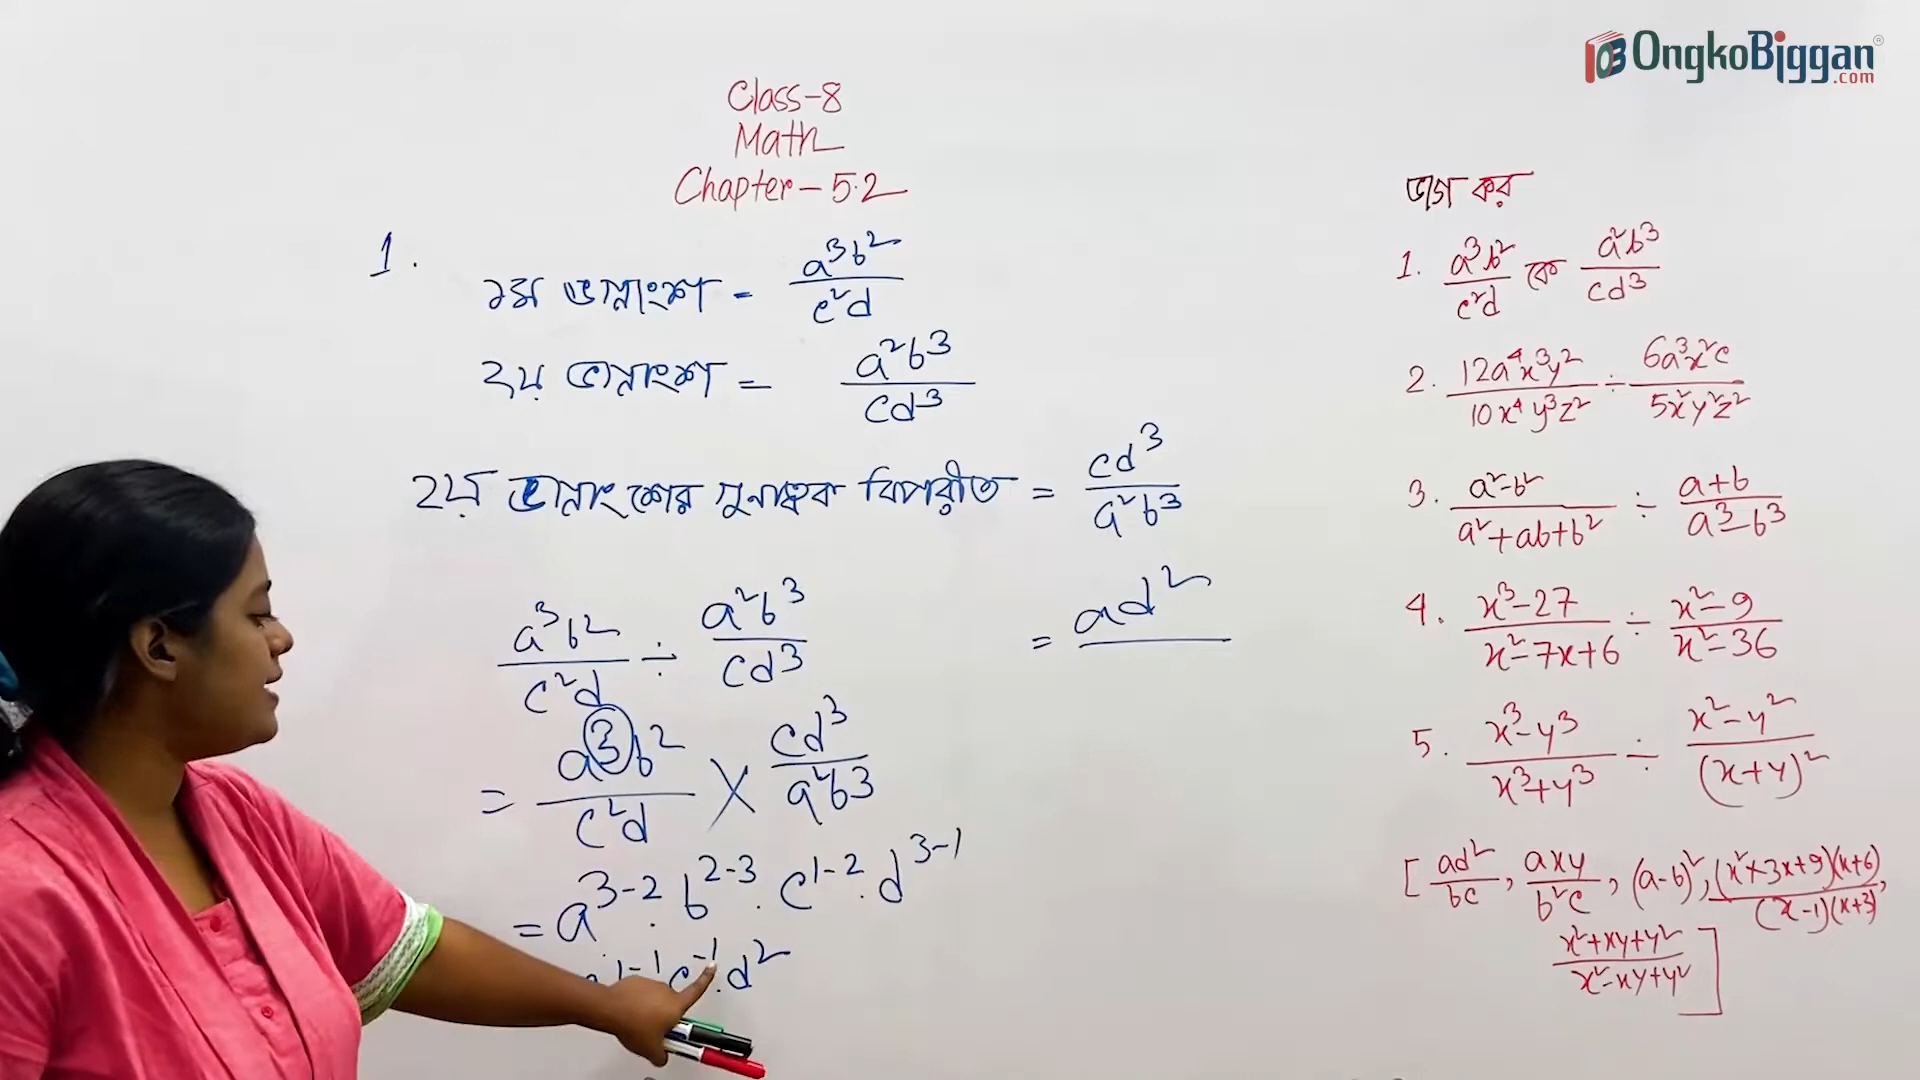 OngkoBiggan.com
Class-8
Math
Chapter-5.2
1.
১ম ভগ্নাংশ = a³b²/c²d
২য় ভগ্নাংশ = a²b³/cd³
২য় ভগ্নাংশের গুনাত্বক বিপরীত = cd³/a²b³
a³b²/c²d ÷ a²b³/cd³
= a³b²/c²d × cd³/a²b³
= a³⁻² . b²⁻³ . c¹⁻² . d³⁻¹
c⁻¹ . d²
= ad²
ভাগ কর
1. a³b²/c²d কে a²b³/cd³
2. 12a⁴x³y²/10x⁴y³z² ÷ 6a³x²c/5x²y²z²
3. a²-b²/a²+ab+b² ÷ a+b/a³-b³
4. x³-27/x²-7x+6 ÷ x²-9/x²-36
5. x³-y³/x³+y³ ÷ x²-y²/(x+y)²
[ad²/bc, axy/b²c, (a-b)², (x²+3x+9)(x+6)/(x-1)(x+3),
x²+xy+y²/x²-xy+y²]